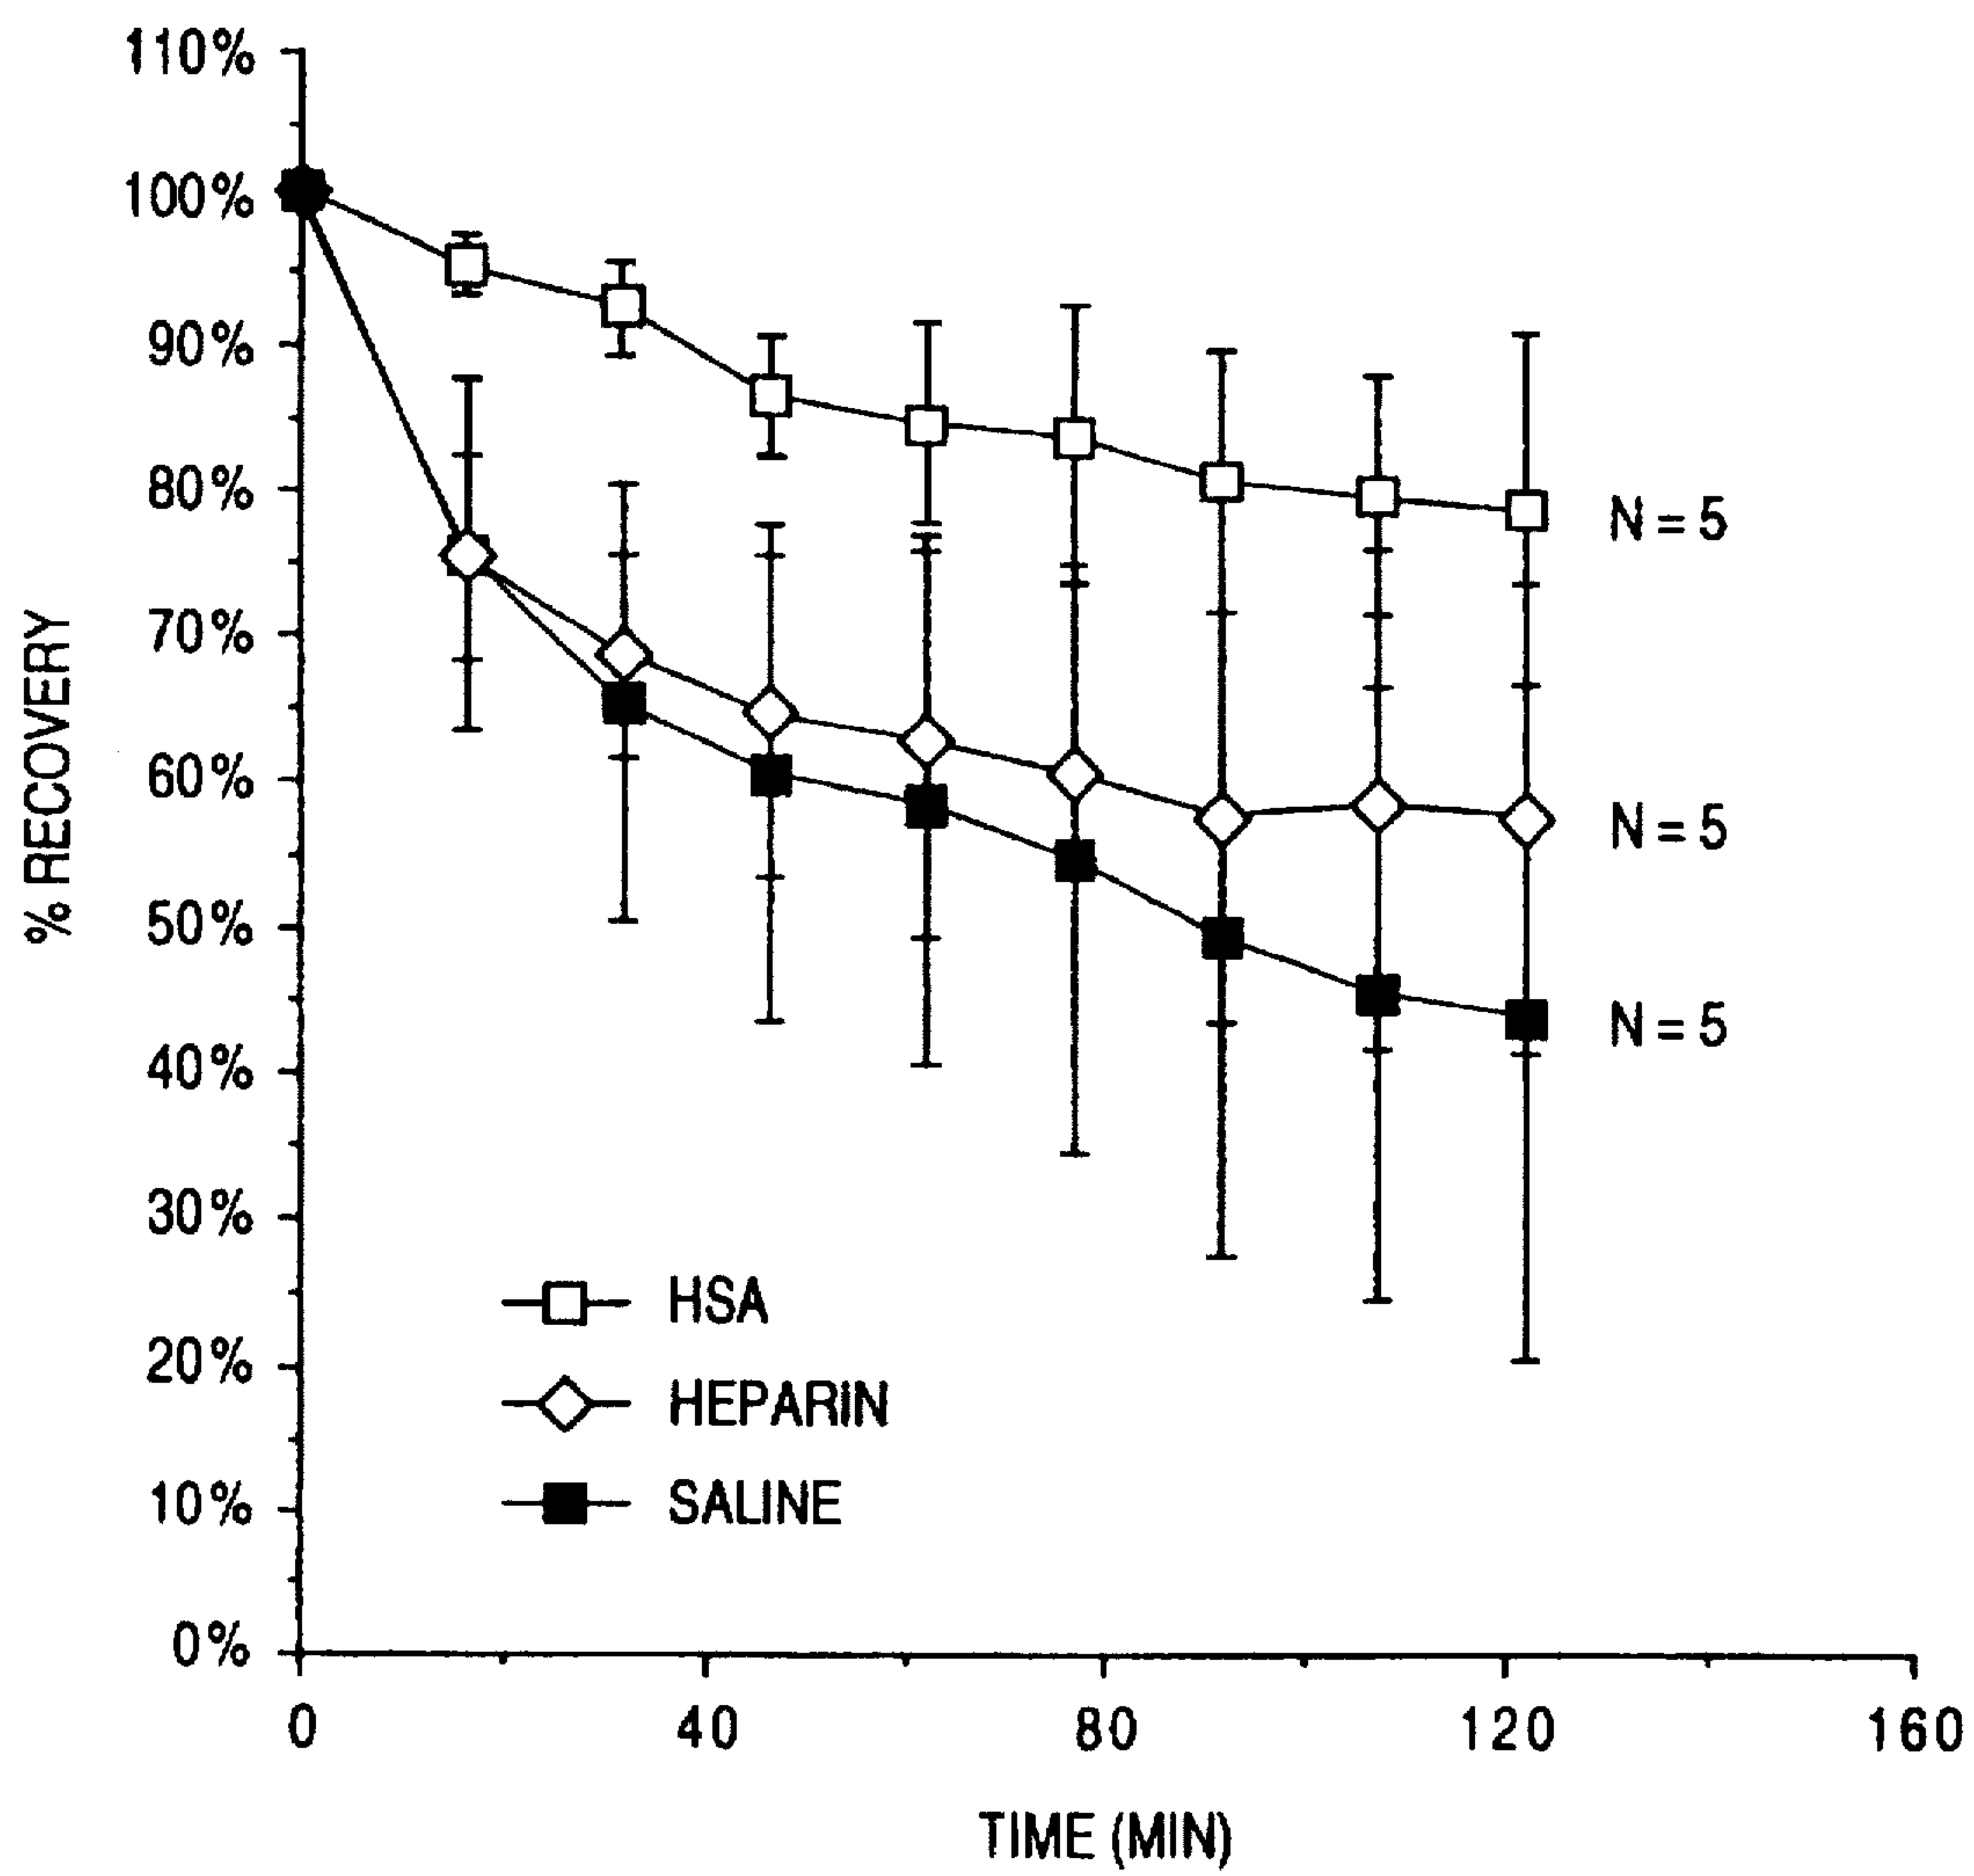 110%
100%
90%
80%
70%
60%
50%
40%
30%
20%
10%
0%
% RECOVERY
N = 5
N = 5
N = 5
HSA
HEPARIN
SALINE
0 40 80 120 160
TIME (MIN)